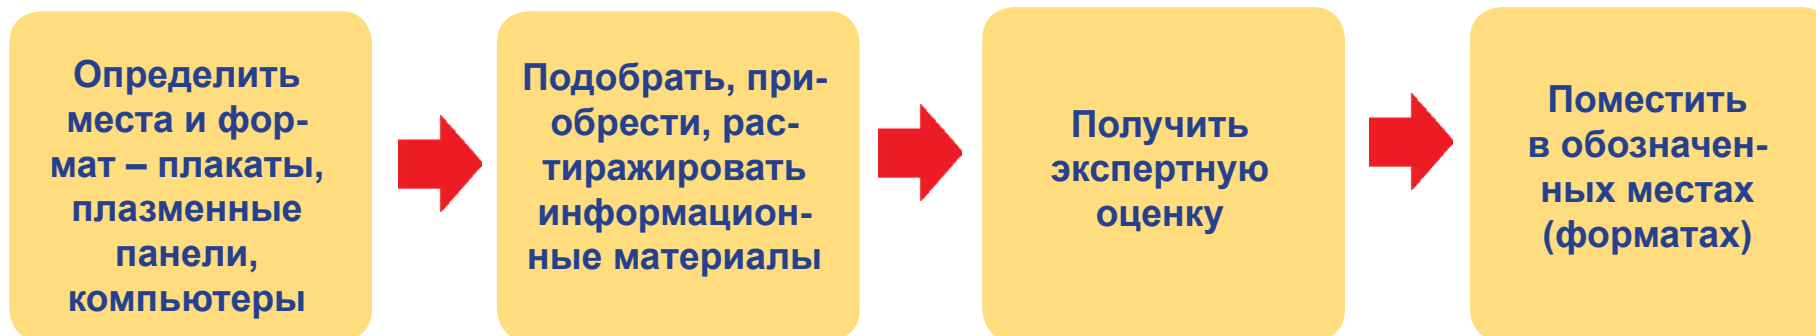 Определить
места и фор-
мат – плакаты,
плазменные
панели,
компьютеры
Подобрать, при-
обрести, рас-
тиражировать
информацион-
ные материалы
Получить
экспертную
оценку
Поместить
в обозначен-
ных местах
(форматах)